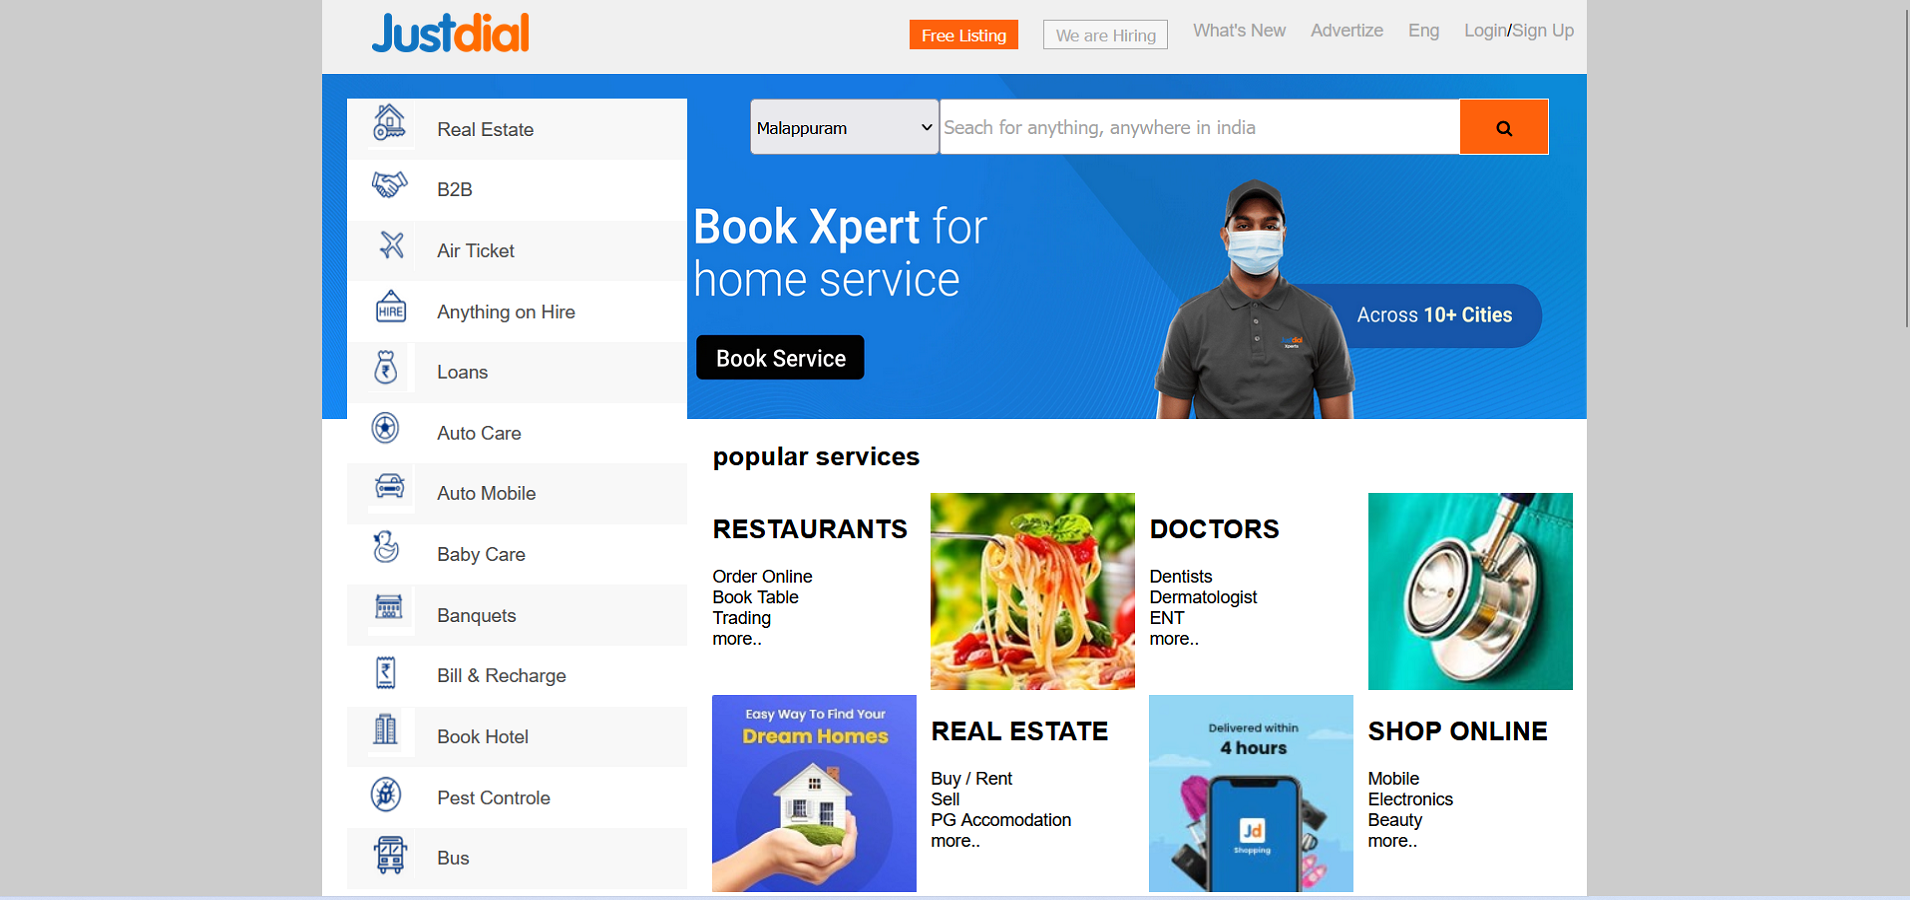 Justdial
Free Listing
We are Hiring
What's New
Advertize
Eng
Login/Sign Up
Malappuram
Seach for anything, anywhere in india
Real Estate
B2B
Air Ticket
HIRE
Anything on Hire
Loans
Auto Care
Auto Mobile
Baby Care
Banquets
Bill & Recharge
Book Hotel
Pest Controle
Bus
Book Xpert for
home service
Book Service
Across 10+ Cities
justdial
Xperts
popular services
RESTAURANTS
Order Online
Book Table
Trading
more..
DOCTORS
Dentists
Dermatologist
ENT
more..
Easy Way To Find Your
Dream Homes
REAL ESTATE
Buy / Rent
Sell
PG Accomodation
more..
Delivered within
4 hours
Jd
Shopping
SHOP ONLINE
Mobile
Electronics
Beauty
more..